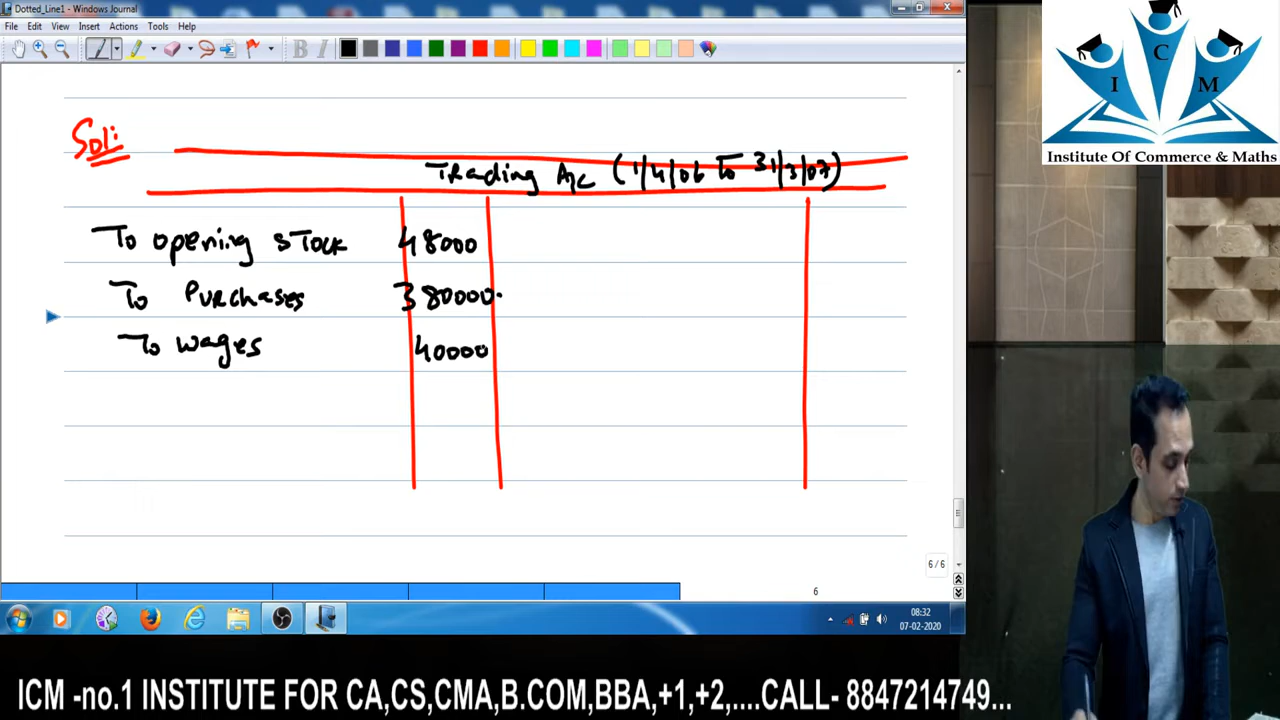 Dotted_Line1 - Windows Journal
File Edit View Insert Actions Tools Help
B I
Sol:
Trading A/c (1/4/06 To 31/3/07)
To opening stock 48000
To Purchases 380000
To wages 40000
6/6
6
08:32
07-02-2020
I C M
Institute Of Commerce & Maths
ICM -no.1 INSTITUTE FOR CA,CS,CMA,B.COM,BBA,+1,+2,....CALL- 8847214749...